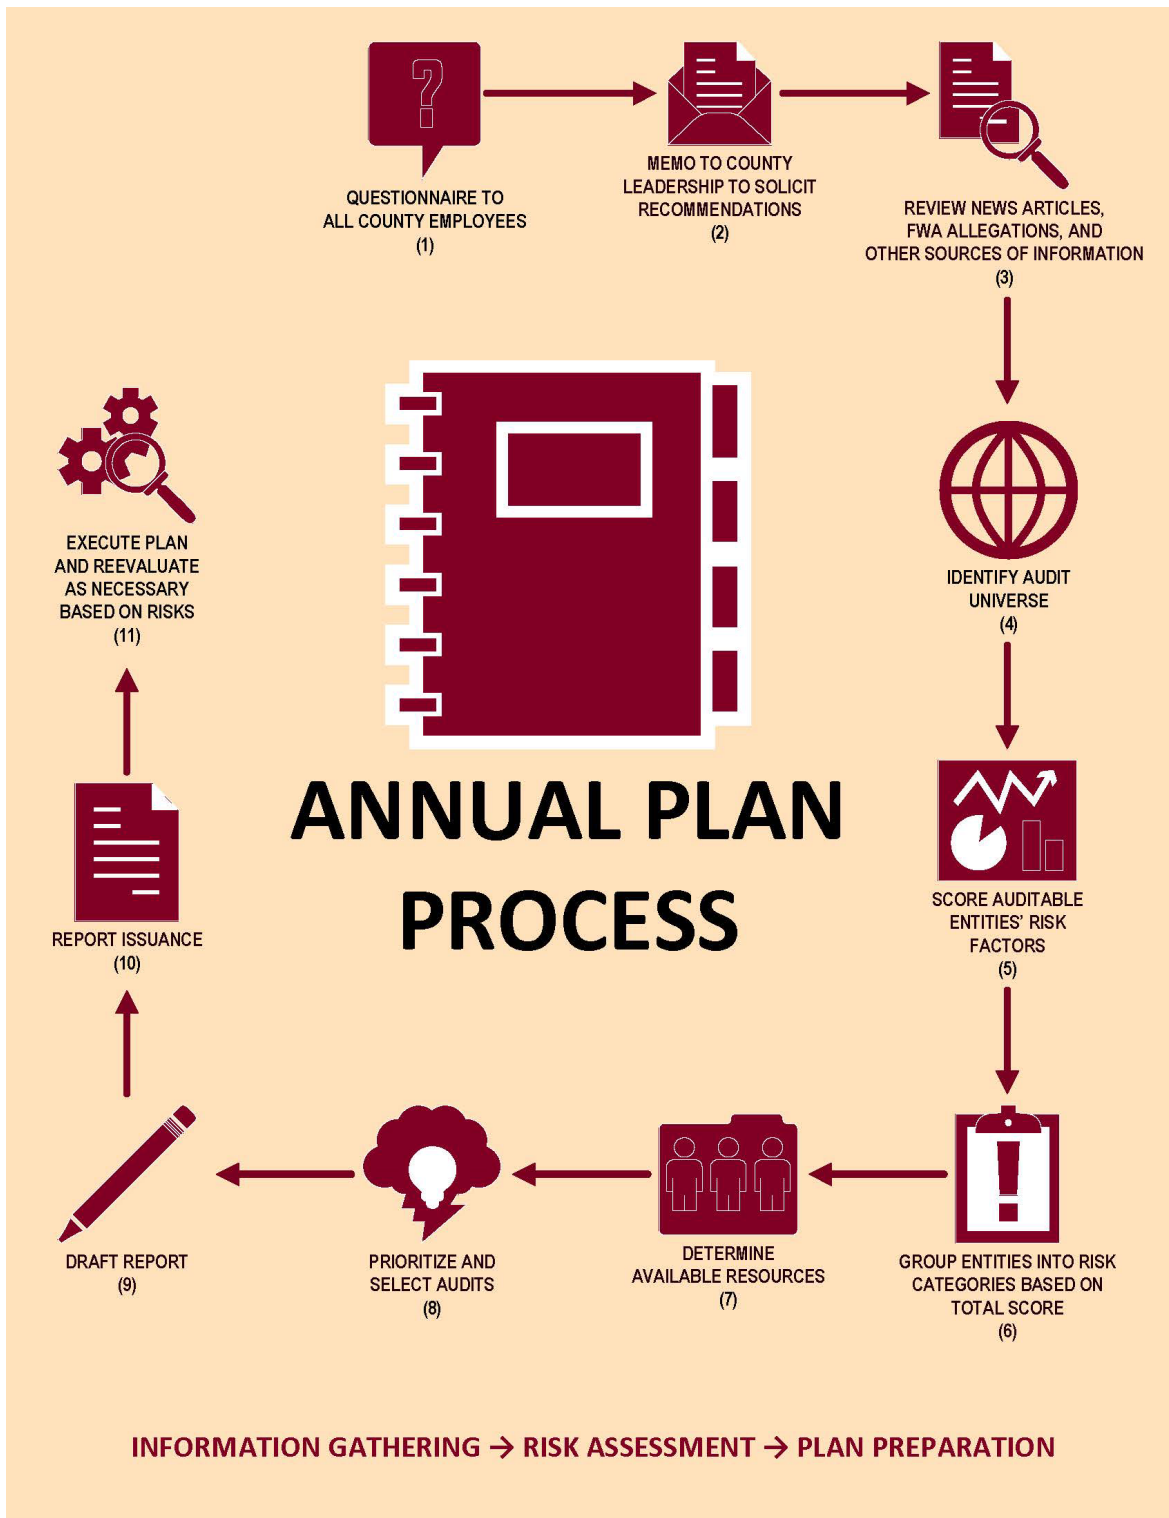 QUESTIONNAIRE TO
ALL COUNTY EMPLOYEES
(1)
MEMO TO COUNTY
LEADERSHIP TO SOLICIT
RECOMMENDATIONS
(2)
REVIEW NEWS ARTICLES,
FWA ALLEGATIONS, AND
OTHER SOURCES OF INFORMATION
(3)
IDENTIFY AUDIT
UNIVERSE
(4)
SCORE AUDITABLE
ENTITIES' RISK
FACTORS
(5)
GROUP ENTITIES INTO RISK
CATEGORIES BASED ON
TOTAL SCORE
(6)
DETERMINE
AVAILABLE RESOURCES
(7)
PRIORITIZE AND
SELECT AUDITS
(8)
DRAFT REPORT
(9)
REPORT ISSUANCE
(10)
EXECUTE PLAN
AND REEVALUATE
AS NECESSARY
BASED ON RISKS
(11)
ANNUAL PLAN
PROCESS
INFORMATION GATHERING → RISK ASSESSMENT → PLAN PREPARATION